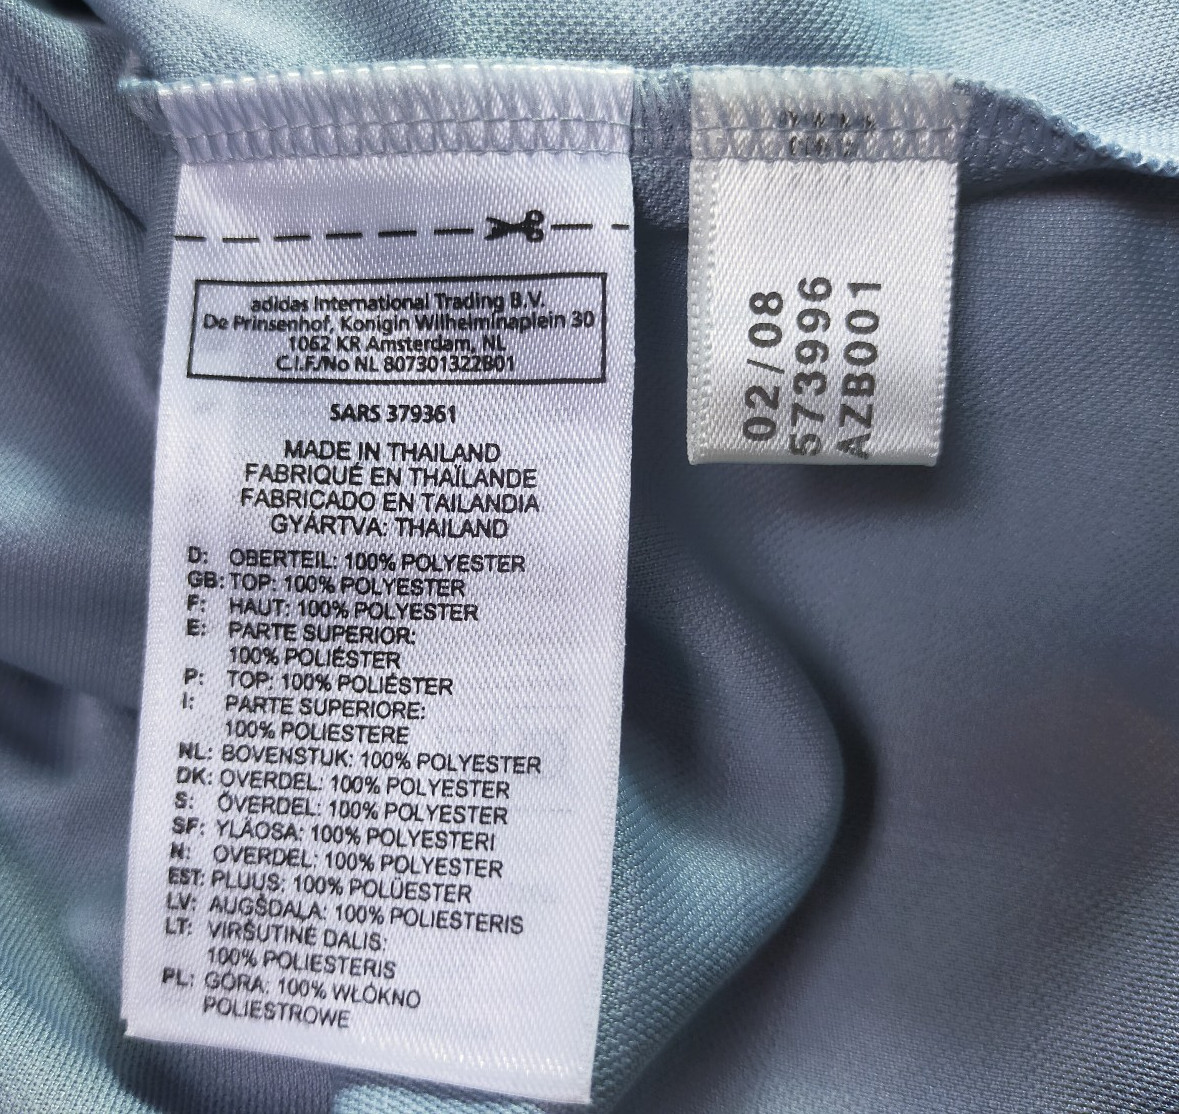 adidas International Trading B.V.
De Prinsenhof, Konigin Wilhelminaplein 30
1062 KR Amsterdam, NL
C.I.F./No NL 807301322B01
SARS 379361
MADE IN THAILAND
FABRIQUÉ EN THAÏLANDE
FABRICADO EN TAILANDIA
GYÁRTVA: THAILAND
D: OBERTEIL: 100% POLYESTER
GB: TOP: 100% POLYESTER
F: HAUT: 100% POLYESTER
E: PARTE SUPERIOR:
100% POLIÉSTER
P: TOP: 100% POLIÉSTER
I: PARTE SUPERIORE:
100% POLIESTERE
NL: BOVENSTUK: 100% POLYESTER
DK: OVERDEL: 100% POLYESTER
S: ÖVERDEL: 100% POLYESTER
SF: YLÄOSA: 100% POLYESTERI
N: OVERDEL: 100% POLYESTER
EST: PLUUS: 100% POLÜESTER
LV: AUGŠDAĻA: 100% POLIESTERIS
LT: VIRŠUTINĖ DALIS:
100% POLIESTERIS
PL: GÓRA: 100% WŁÓKNO
POLIESTROWE
02/08
573996
AZB001